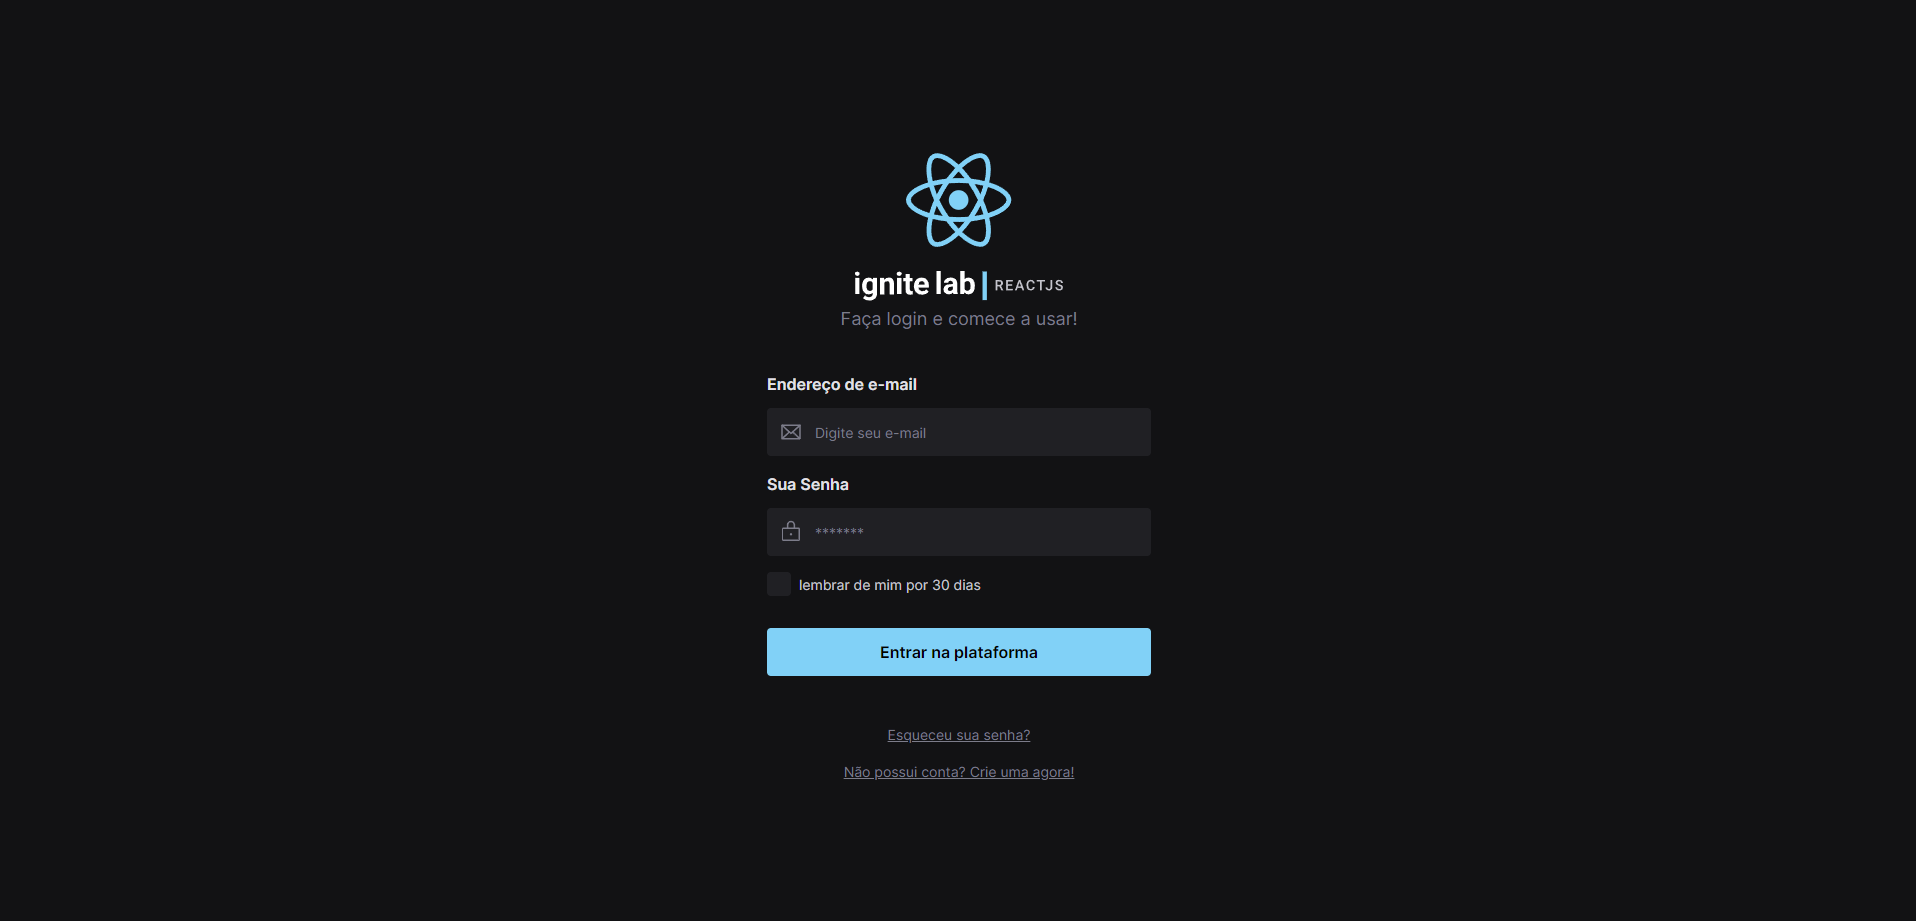 ignite lab | REACTJS
Faça login e comece a usar!
Endereço de e-mail
Digite seu e-mail
Sua Senha
*******
lembrar de mim por 30 dias
Entrar na plataforma
Esqueceu sua senha?
Não possui conta? Crie uma agora!